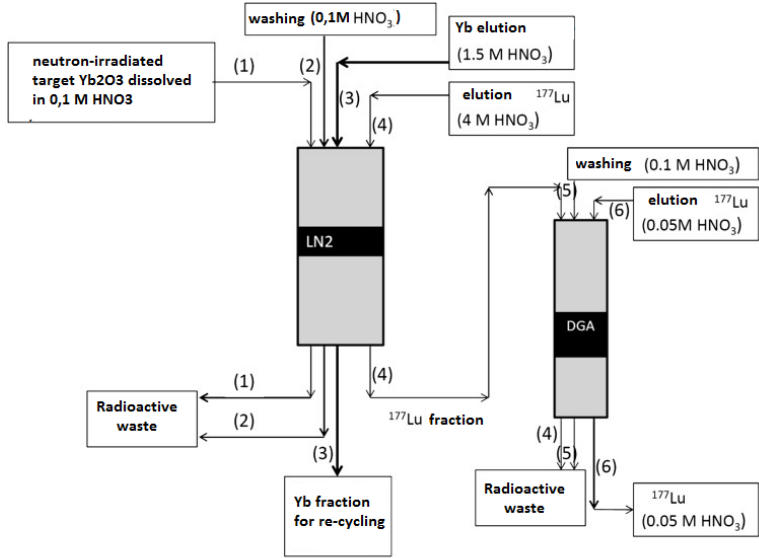 washing (0,1M HNO₃)
Yb elution
(1.5 M HNO₃)
neutron-irradiated
target Yb2O3 dissolved
in 0,1 M HNO3
(1)
(2)
(3)
(4)
elution ¹⁷⁷Lu
(4 M HNO₃)
washing (0.1 M HNO₃)
(5)
(6)
elution ¹⁷⁷Lu
(0.05M HNO₃)
LN2
DGA
(1)
(2)
(3)
(4)
Radioactive
waste
¹⁷⁷Lu fraction
Yb fraction
for re-cycling
(4)
(5)
(6)
Radioactive
waste
¹⁷⁷Lu
(0.05 M HNO₃)